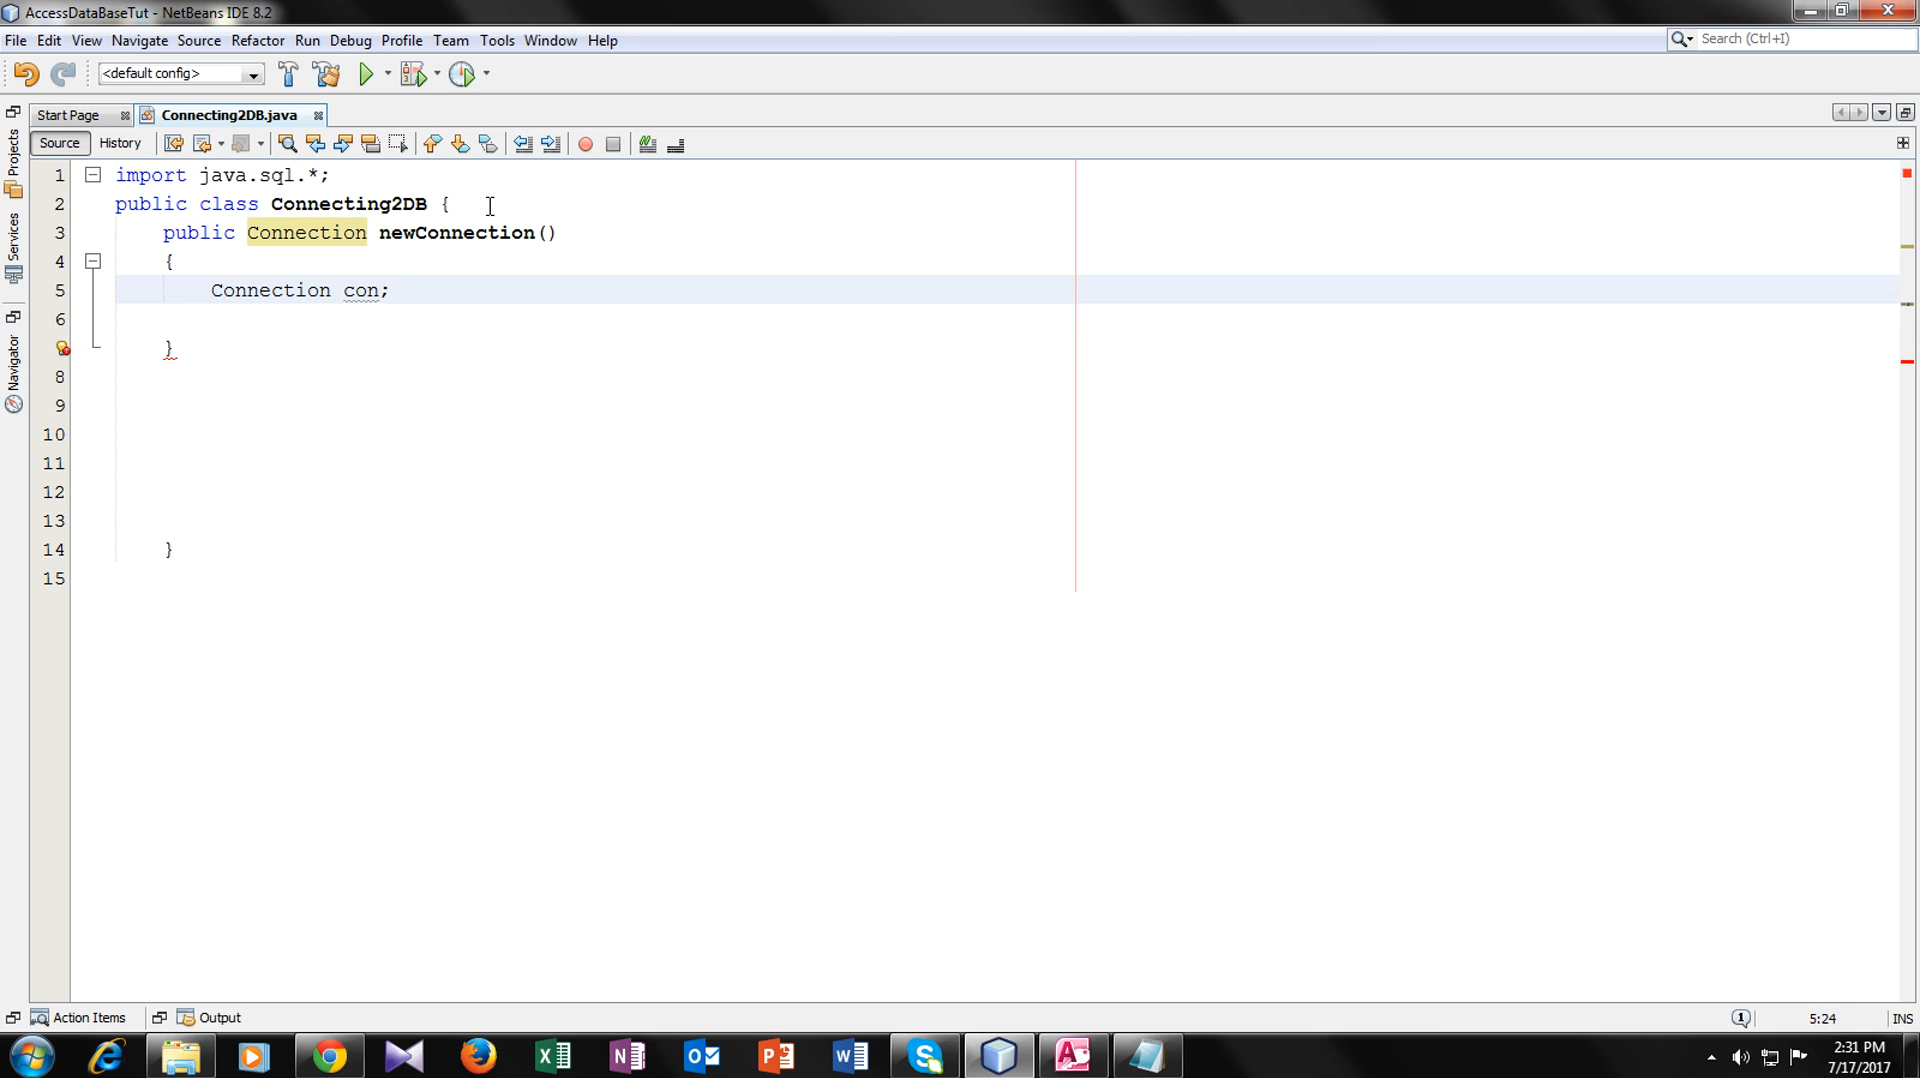 AccessDataBaseTut - NetBeans IDE 8.2
File Edit View Navigate Source Refactor Run Debug Profile Team Tools Window Help
Search (Ctrl+I)
<default config>
Start Page
Connecting2DB.java
Source History
Projects
Services
Navigator
1 import java.sql.*;
2 public class Connecting2DB {
3 public Connection newConnection()
4 {
5 Connection con;
6
}
8
9
10
11
12
13
14 }
15
Action Items Output
1 5:24 INS
2:31 PM
7/17/2017